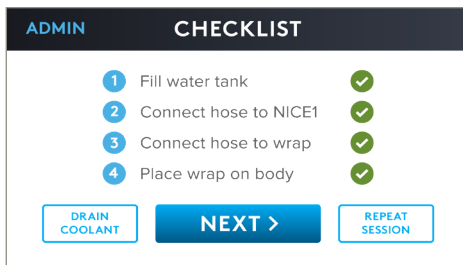 ADMIN CHECKLIST
1 Fill water tank
2 Connect hose to NICE1
3 Connect hose to wrap
4 Place wrap on body
DRAIN
COOLANT
NEXT >
REPEAT
SESSION